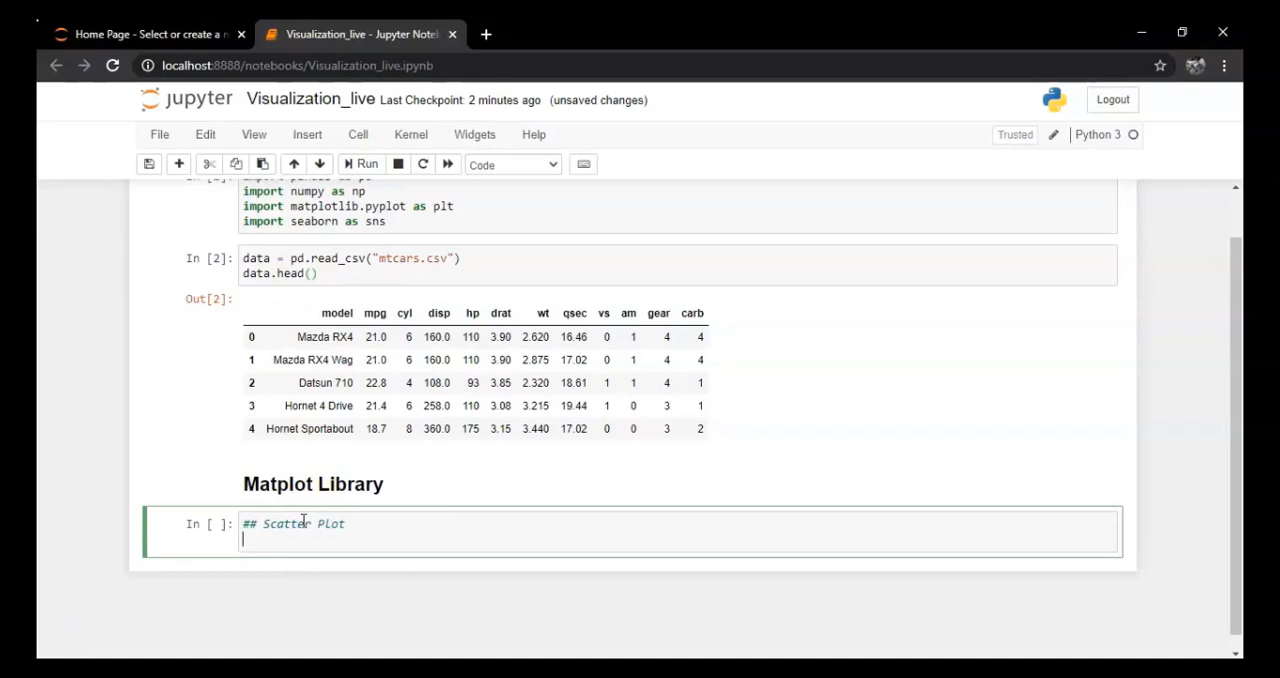 Home Page - Select or create a n
Visualization_live - Jupyter Noteb
localhost:8888/notebooks/Visualization_live.ipynb
jupyter Visualization_live Last Checkpoint: 2 minutes ago (unsaved changes) Logout
File Edit View Insert Cell Kernel Widgets Help Trusted Python 3
Run Code
import numpy as np
import matplotlib.pyplot as plt
import seaborn as sns
In [2]: data = pd.read_csv("mtcars.csv")
data.head()
Out[2]:
model mpg cyl disp hp drat wt qsec vs am gear carb
0 Mazda RX4 21.0 6 160.0 110 3.90 2.620 16.46 0 1 4 4
1 Mazda RX4 Wag 21.0 6 160.0 110 3.90 2.875 17.02 0 1 4 4
2 Datsun 710 22.8 4 108.0 93 3.85 2.320 18.61 1 1 4 1
3 Hornet 4 Drive 21.4 6 258.0 110 3.08 3.215 19.44 1 0 3 1
4 Hornet Sportabout 18.7 8 360.0 175 3.15 3.440 17.02 0 0 3 2
Matplot Library
In [ ]: ## Scatter Plot